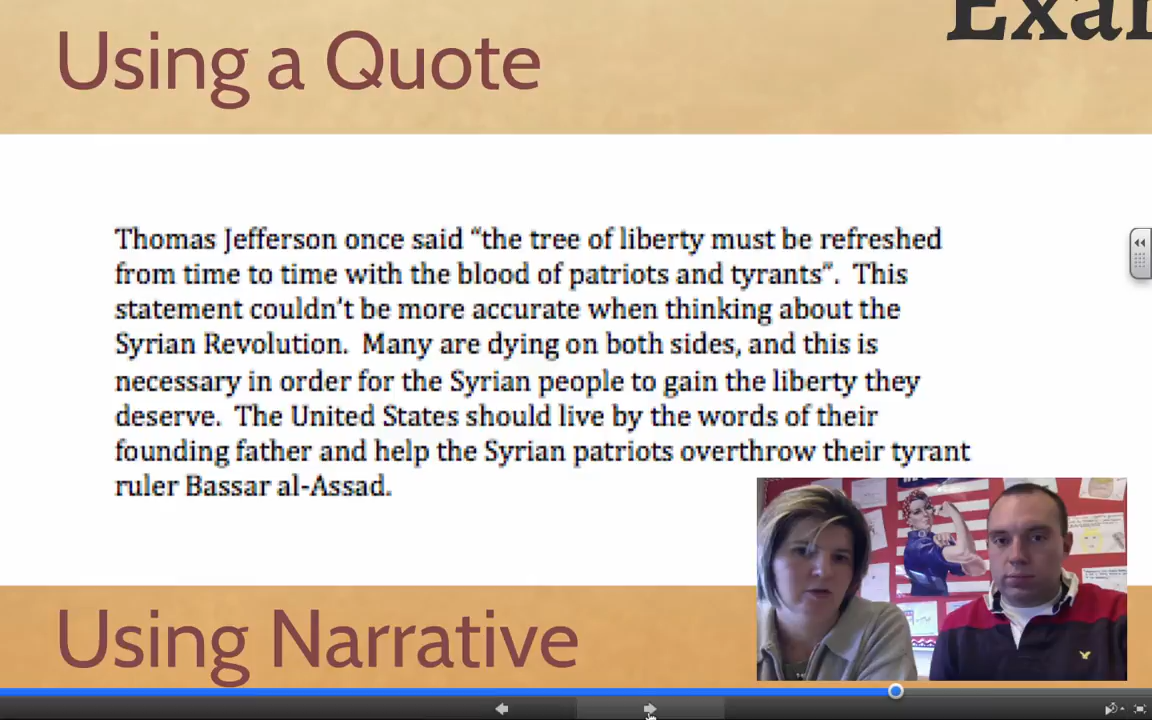 Exa
Using a Quote
Thomas Jefferson once said “the tree of liberty must be refreshed
from time to time with the blood of patriots and tyrants”.  This
statement couldn’t be more accurate when thinking about the
Syrian Revolution.  Many are dying on both sides, and this is
necessary in order for the Syrian people to gain the liberty they
deserve.  The United States should live by the words of their
founding father and help the Syrian patriots overthrow their tyrant
ruler Bassar al-Assad.
Using Narrative